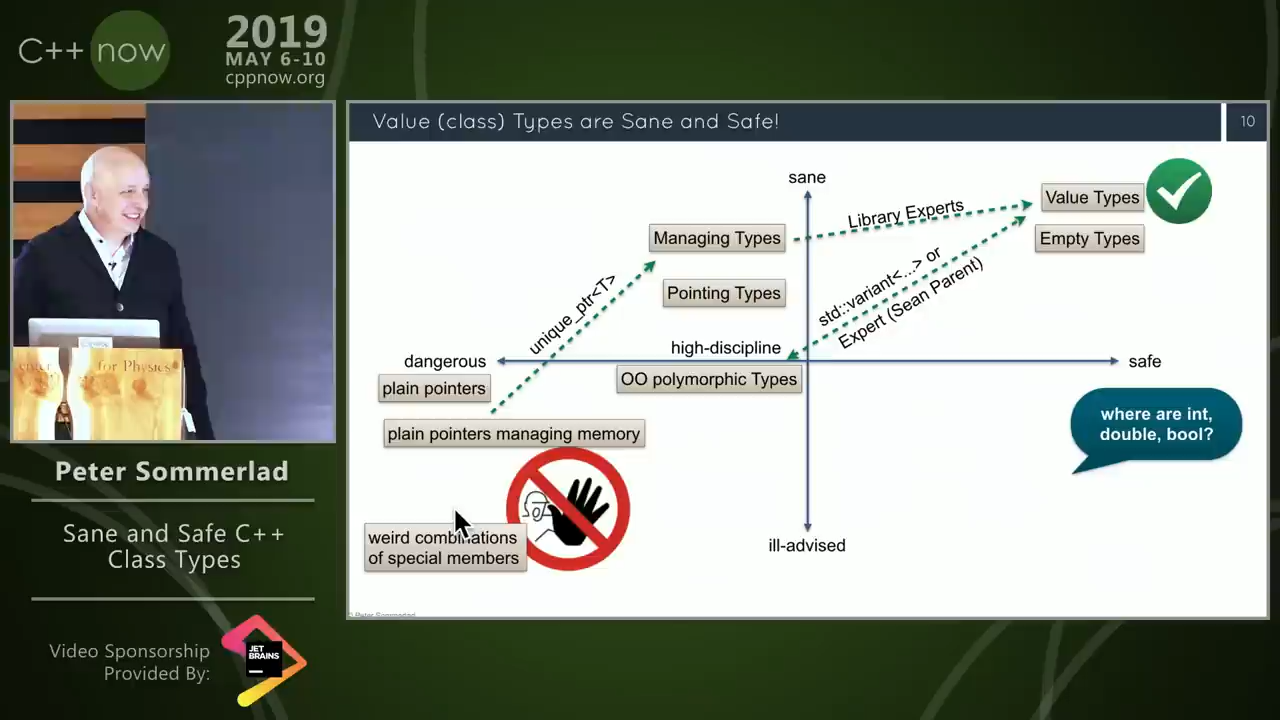 C++ now
2019
MAY 6-10
cppnow.org
Value (class) Types are Sane and Safe!
10
sane
Value Types
Library Experts
Managing Types
Empty Types
std::variant<...> or
Expert (Sean Parent)
unique_ptr<T>
Pointing Types
high-discipline
dangerous
safe
OO polymorphic Types
plain pointers
where are int,
double, bool?
plain pointers managing memory
weird combinations
of special members
ill-advised
© Peter Sommerlad
for Physics
Peter Sommerlad
Sane and Safe C++
Class Types
Video Sponsorship
Provided By:
JET
BRAINS